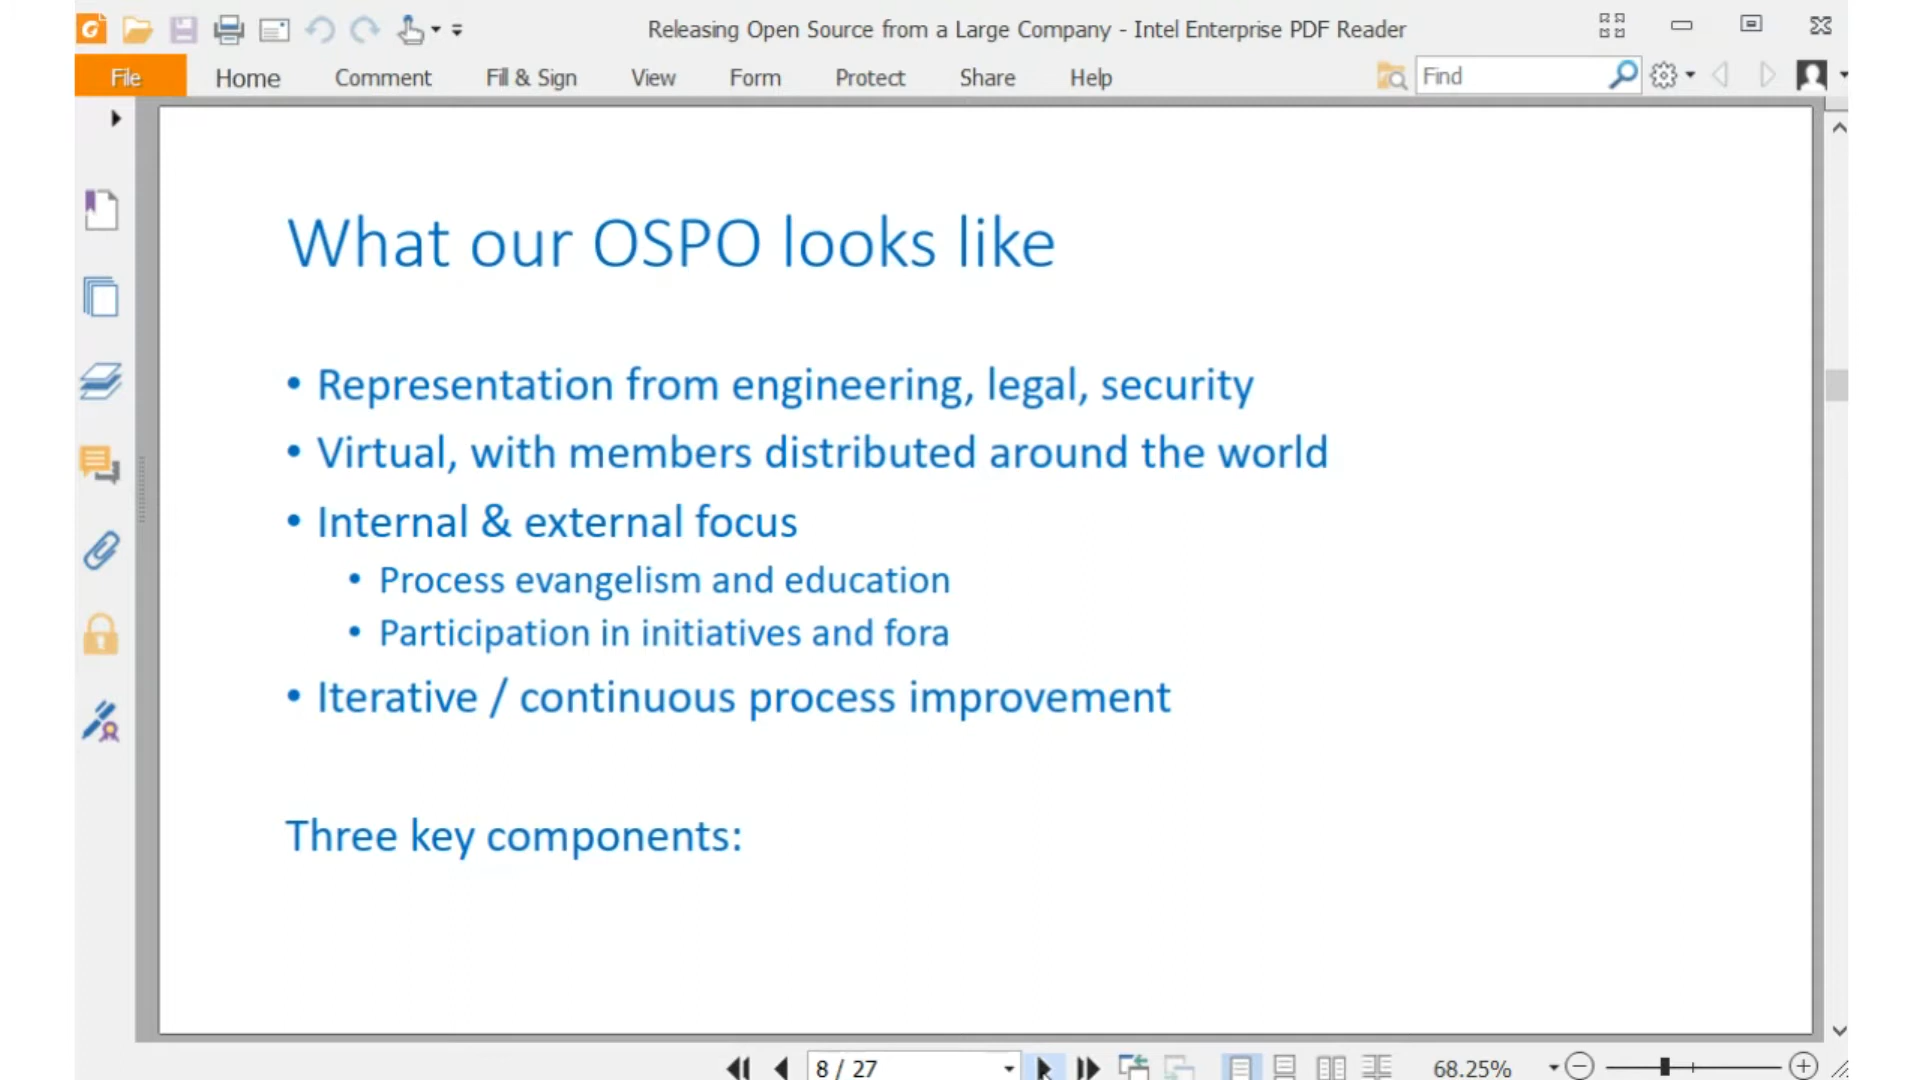 Releasing Open Source from a Large Company - Intel Enterprise PDF Reader
File Home Comment Fill & Sign View Form Protect Share Help Find
What our OSPO looks like
• Representation from engineering, legal, security
• Virtual, with members distributed around the world
• Internal & external focus
• Process evangelism and education
• Participation in initiatives and fora
• Iterative / continuous process improvement
Three key components:
8 / 27 68.25%